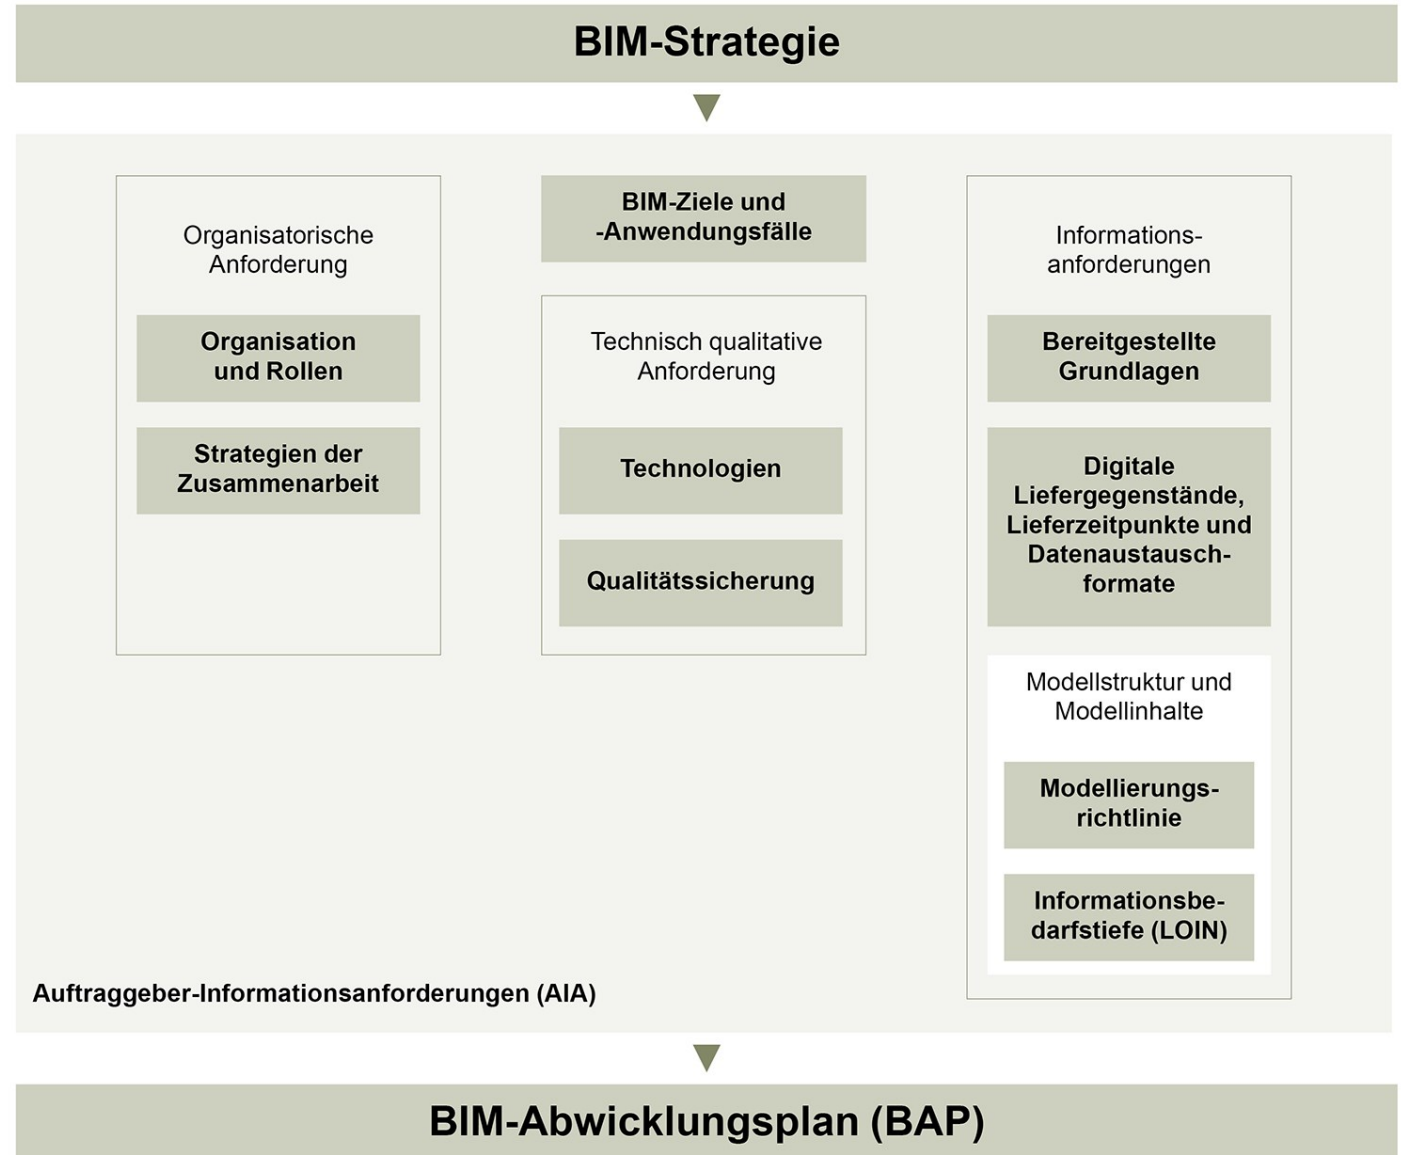 BIM-Strategie
Organisatorische
Anforderung
Organisation
und Rollen
Strategien der
Zusammenarbeit
BIM-Ziele und
-Anwendungsfälle
Technisch qualitative
Anforderung
Technologien
Qualitätssicherung
Informations-
anforderungen
Bereitgestellte
Grundlagen
Digitale
Liefergegenstände,
Lieferzeitpunkte und
Datenaustausch-
formate
Modellstruktur und
Modellinhalte
Modellierungs-
richtlinie
Informationsbe-
darfstiefe (LOIN)
Auftraggeber-Informationsanforderungen (AIA)
BIM-Abwicklungsplan (BAP)